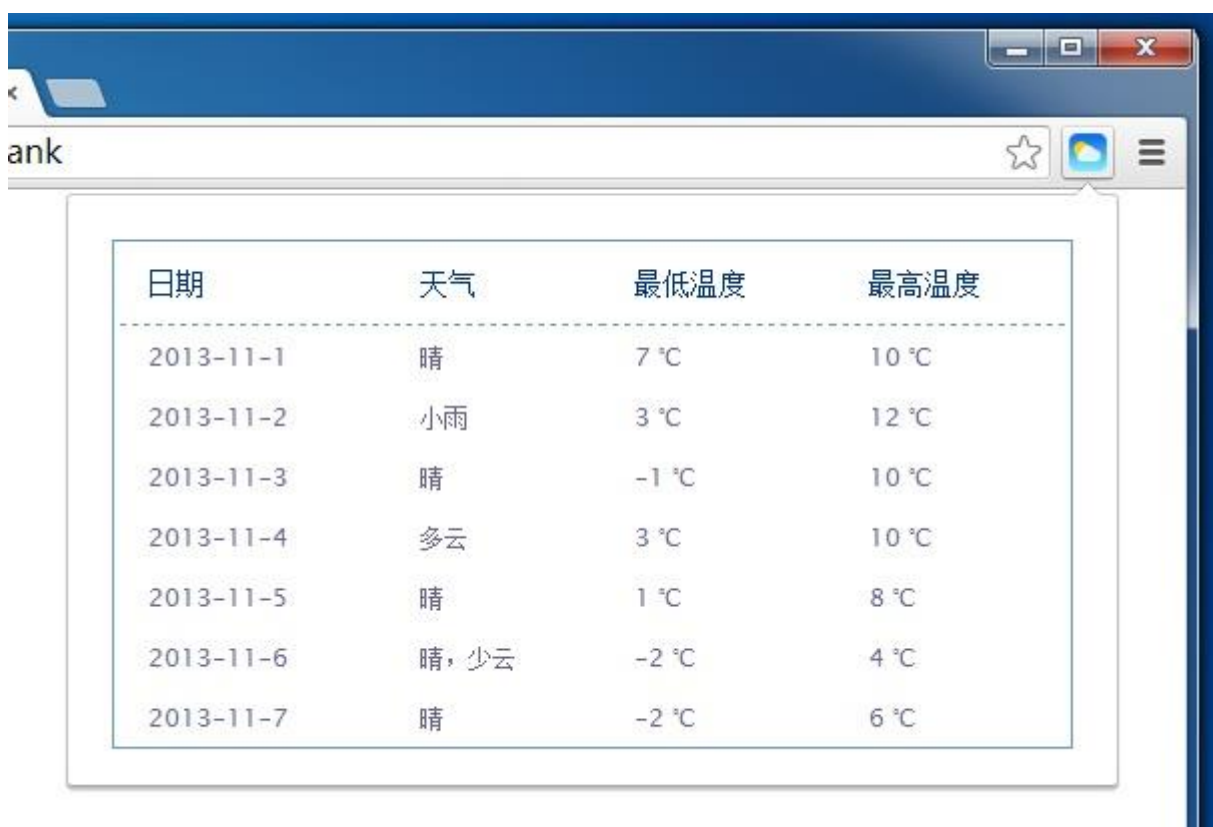 ank
日期 天气 最低温度 最高温度
2013-11-1 晴 7 ℃ 10 ℃
2013-11-2 小雨 3 ℃ 12 ℃
2013-11-3 晴 -1 ℃ 10 ℃
2013-11-4 多云 3 ℃ 10 ℃
2013-11-5 晴 1 ℃ 8 ℃
2013-11-6 晴，少云 -2 ℃ 4 ℃
2013-11-7 晴 -2 ℃ 6 ℃